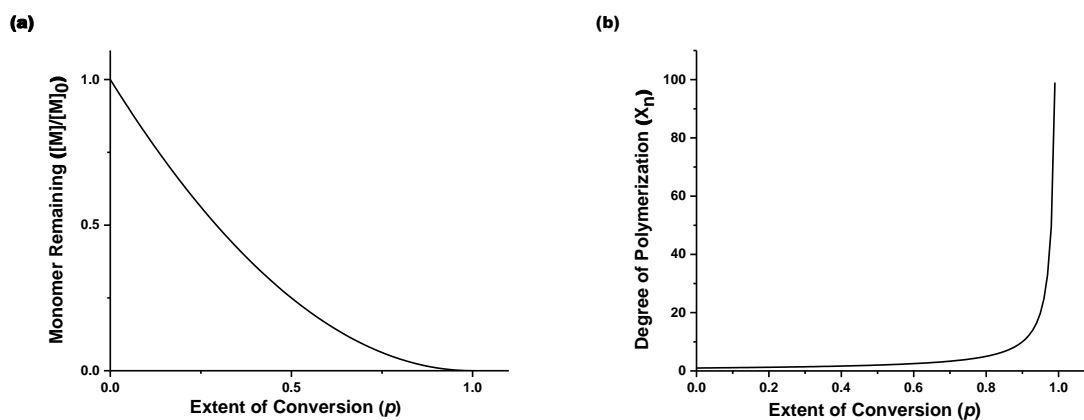 (a)
Monomer Remaining ([M]/[M]0)
1.0
0.5
0.0
0.0 0.5 1.0
Extent of Conversion (p)
(b)
Degree of Polymerization (Xn)
100
80
60
40
20
0
0.0 0.2 0.4 0.6 0.8 1.0
Extent of Conversion (p)